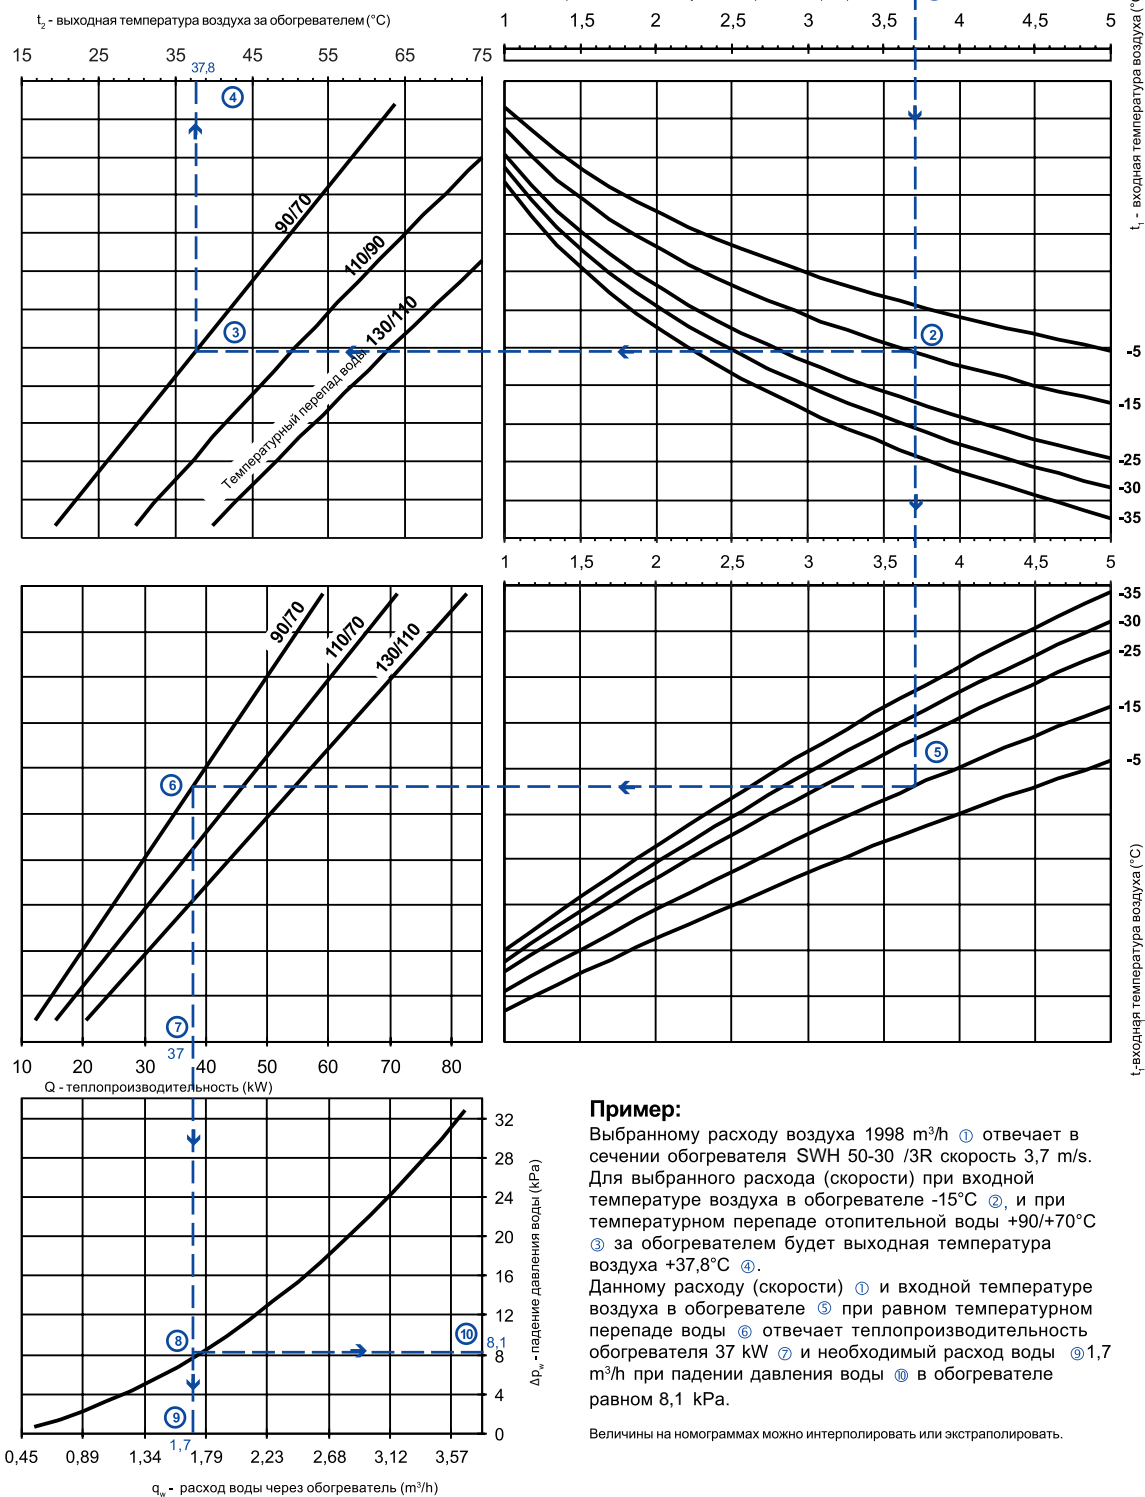 t₂ - выходная температура воздуха за обогревателем (°C)
15 25 35 45 55 65 75
37,8
1 1,5 2 2,5 3 3,5 4 4,5 5
④
90/70
110/90
130/110
③
Температурный перепад воды
②
t₁ - входная температура воздуха (°C
-5
-15
-25
-30
-35
1 1,5 2 2,5 3 3,5 4 4,5 5
90/70
110/70
130/110
⑥
⑦
37
⑤
-35
-30
-25
-15
-5
t₁-входная температура воздуха (°C)
10 20 30 40 50 60 70 80
Q - теплопроизводительность (kW)
32
28
24
20
16
12
8
4
0
⑧
⑩
8,1
⑨
1,7
Δpw - падение давления воды (kPa)
0,45 0,89 1,34 1,79 2,23 2,68 3,12 3,57
qw - расход воды через обогреватель (m³/h)
Пример:
Выбранному расходу воздуха 1998 m³/h ① отвечает в
сечении обогревателя SWH 50-30 /3R скорость 3,7 m/s.
Для выбранного расхода (скорости) при входной
температуре воздуха в обогревателе -15°C ②, и при
температурном перепаде отопительной воды +90/+70°C
③ за обогревателем будет выходная температура
воздуха +37,8°C ④.
Данному расходу (скорости) ① и входной температуре
воздуха в обогревателе ⑤ при равном температурном
перепаде воды ⑥ отвечает теплопроизводительность
обогревателя 37 kW ⑦ и необходимый расход воды ⑨1,7
m³/h при падении давления воды ⑩ в обогревателе
равном 8,1 kPa.
Величины на номограммах можно интерполировать или экстраполировать.